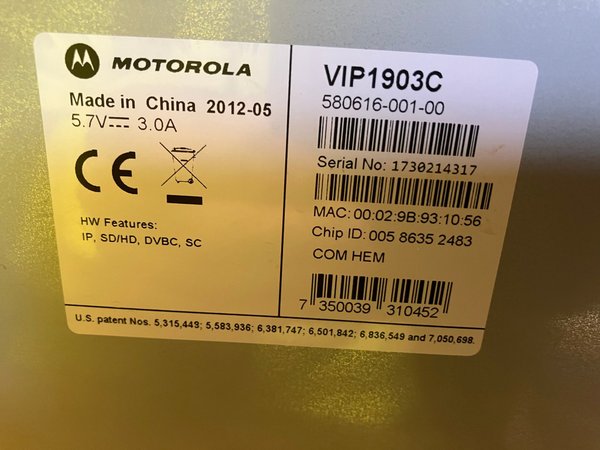 MOTOROLA
Made in China 2012-05
5.7V⎓ 3.0A
CE
HW Features:
IP, SD/HD, DVBC, SC
VIP1903C
580616-001-00
Serial No: 1730214317
MAC: 00:02:9B:93:10:56
Chip ID: 005 8635 2483
COM HEM
7 350039 310452
U.S. patent Nos. 5,315,449; 5,583,936; 6,381,747; 6,501,842; 6,836,549 and 7,050,698.